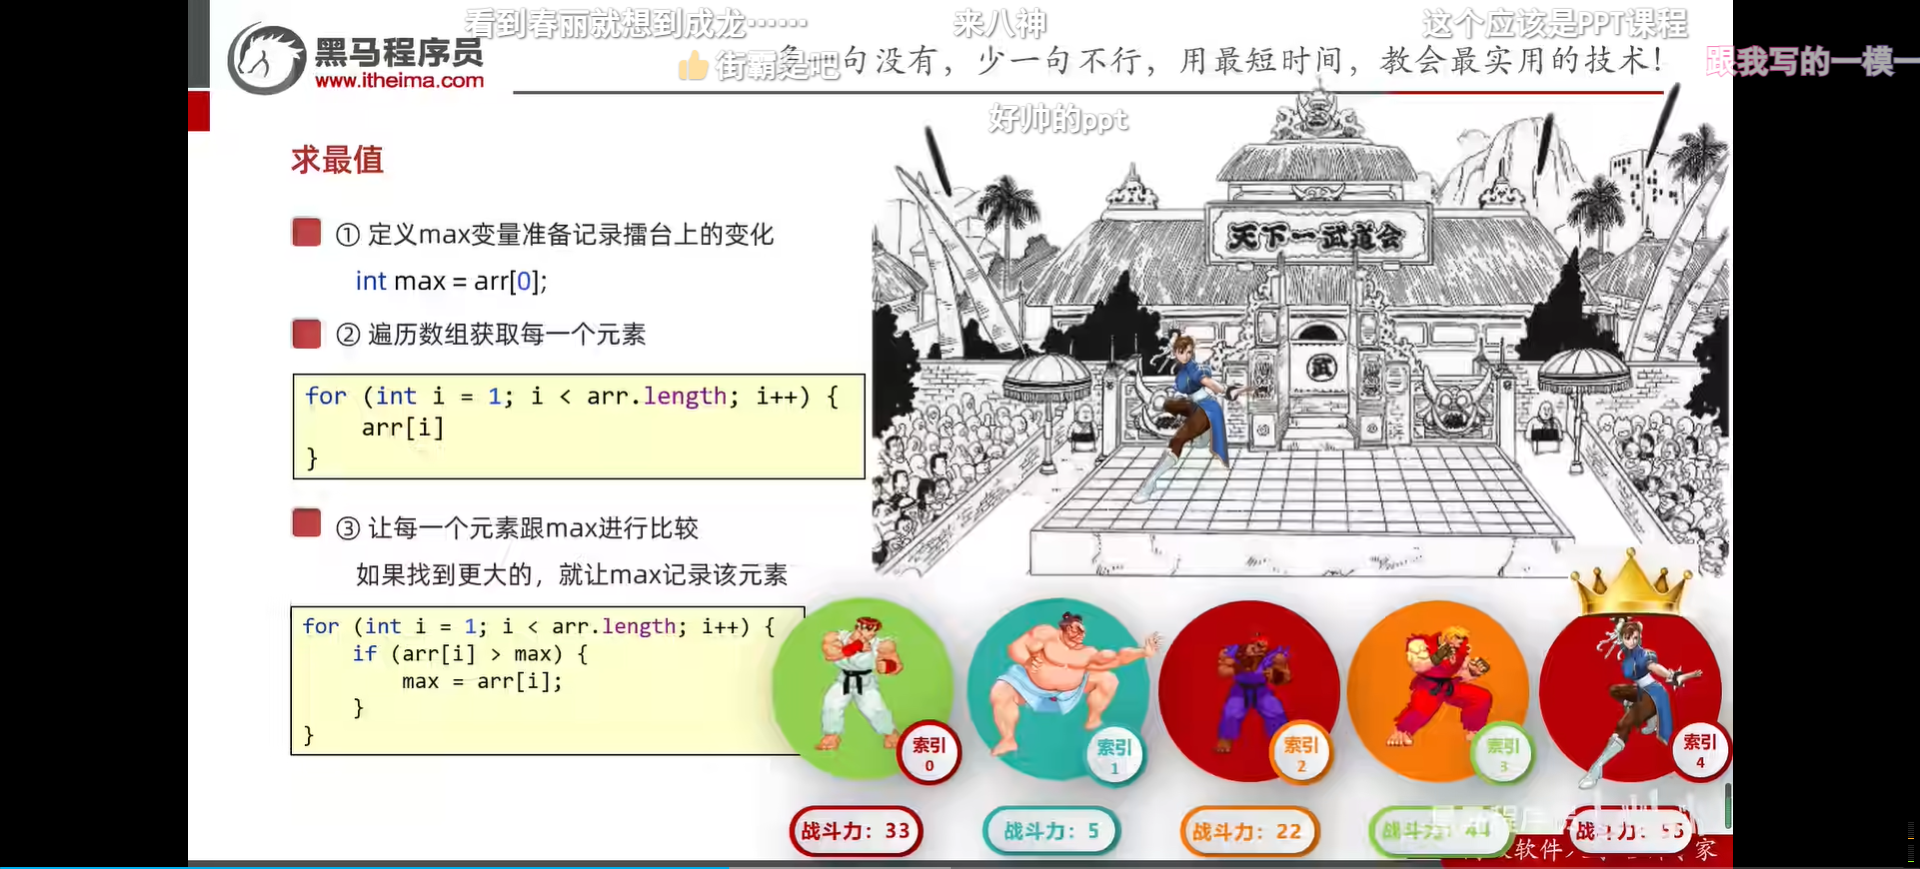 看到春丽就想到成龙······
来八神
这个应该是PPT课程
黑马程序员
www.itheima.com
街霸是吧
句没有，少一句不行，用最短时间，教会最实用的技术！
跟我写的一模一
好帅的ppt
求最值
① 定义max变量准备记录擂台上的变化
int max = arr[0];
② 遍历数组获取每一个元素
for (int i = 1; i < arr.length; i++) {
arr[i]
}
③ 让每一个元素跟max进行比较
如果找到更大的，就让max记录该元素
for (int i = 1; i < arr.length; i++) {
if (arr[i] > max) {
max = arr[i];
}
}
天下一武道会
武
索引
0
索引
1
索引
2
索引
3
索引
4
战斗力：33
战斗力：5
战斗力：22
战斗力：44
战斗力：55
软件
家